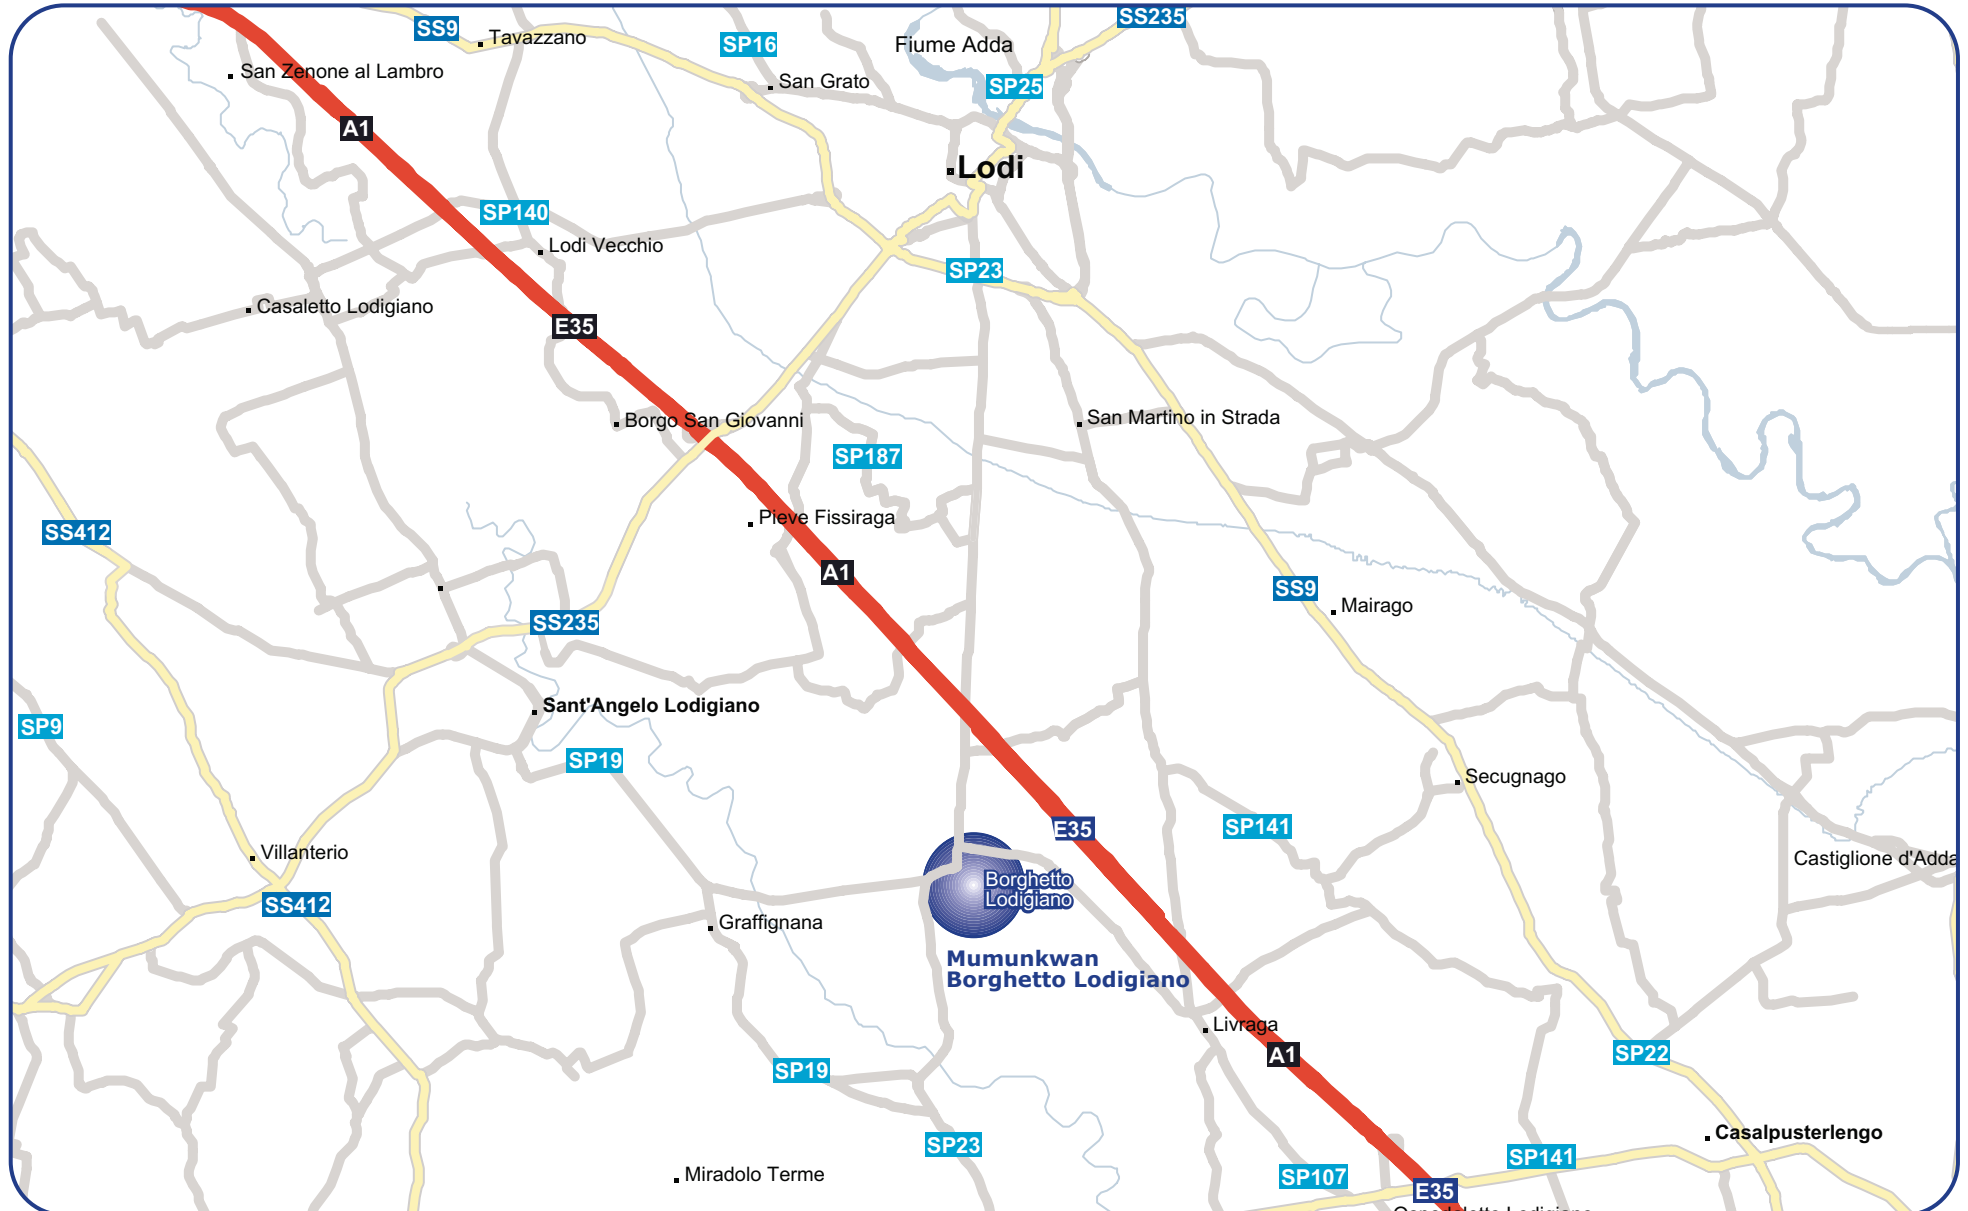 SS235
SS9
Tavazzano
SP16
Fiume Adda
San Zenone al Lambro
San Grato
SP25
A1
Lodi
SP140
Lodi Vecchio
SP23
Casaletto Lodigiano
E35
Borgo San Giovanni
San Martino in Strada
SP187
Pieve Fissiraga
SS412
A1
SS9
Mairago
SS235
Sant'Angelo Lodigiano
SP9
SP19
Secugnago
SP141
E35
Villanterio
Castiglione d'Adda
Borghetto
Lodigiano
SS412
Graffignana
Mumunkwan
Borghetto Lodigiano
Livraga
A1
SP22
SP19
Casalpusterlengo
SP23
SP141
Miradolo Terme
SP107
E35